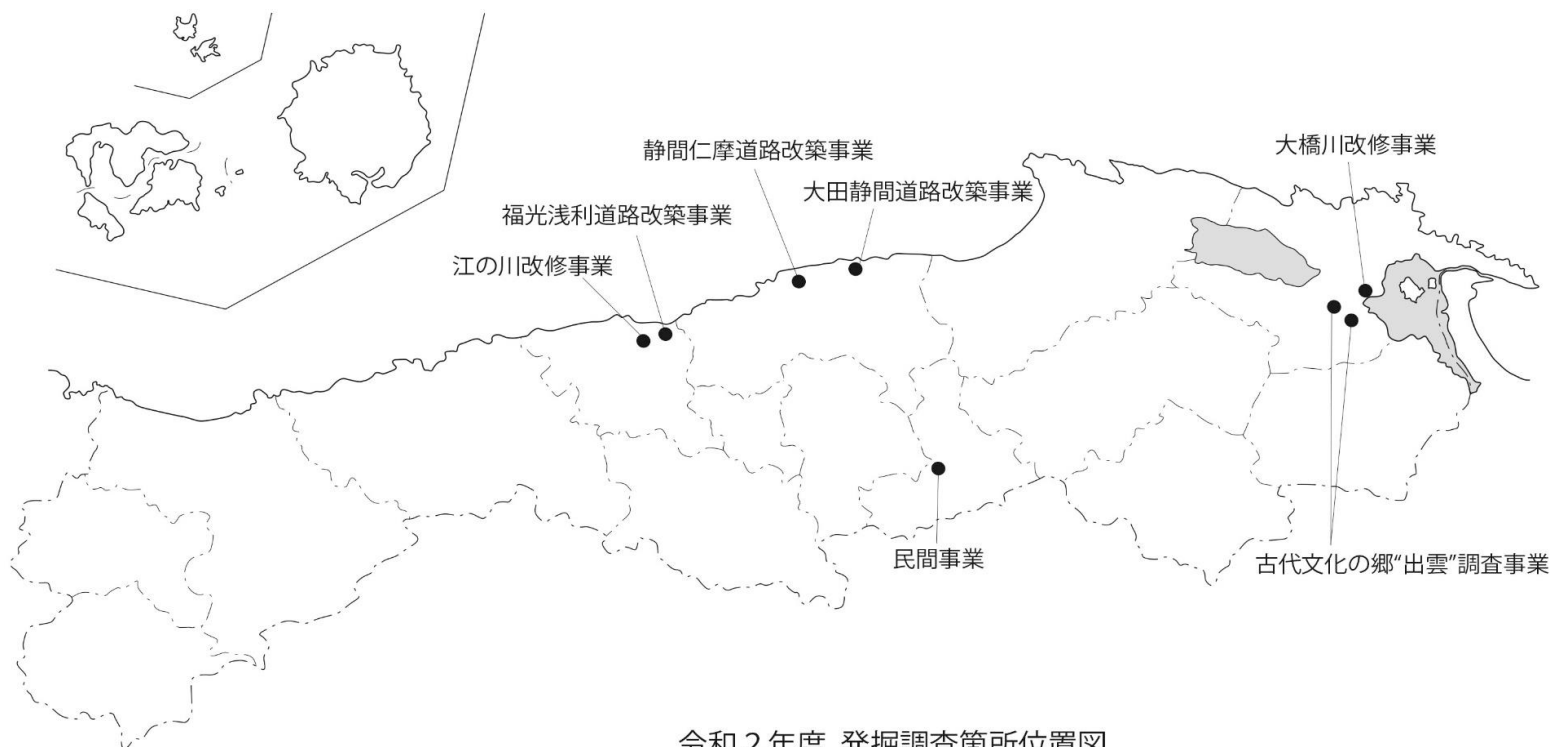 大橋川改修事業
静間仁摩道路改築事業
大田静間道路改築事業
福光浅利道路改築事業
江の川改修事業
民間事業
古代文化の郷“出雲”調査事業
令和２年度 発掘調査箇所位置図